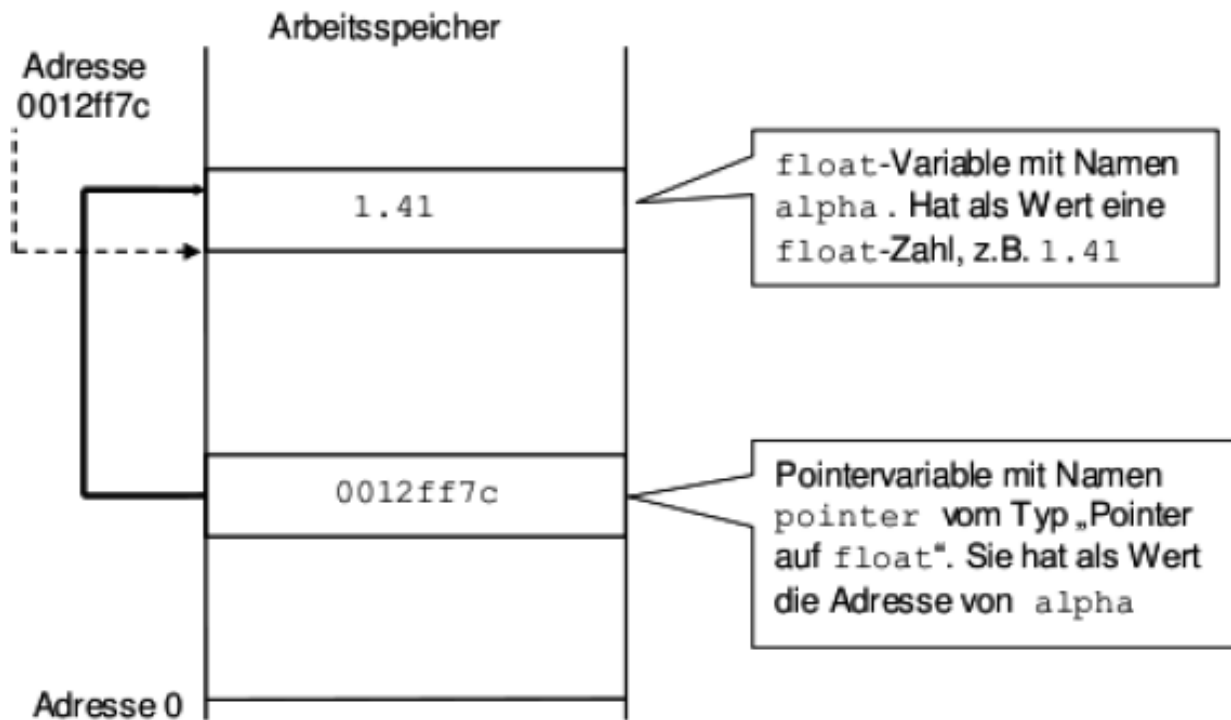 Arbeitsspeicher
Adresse
0012ff7c
1.41
float-Variable mit Namen
alpha. Hat als Wert eine
float-Zahl, z.B. 1.41
0012ff7c
Pointervariable mit Namen
pointer vom Typ „Pointer
auf float“. Sie hat als Wert
die Adresse von alpha
Adresse 0